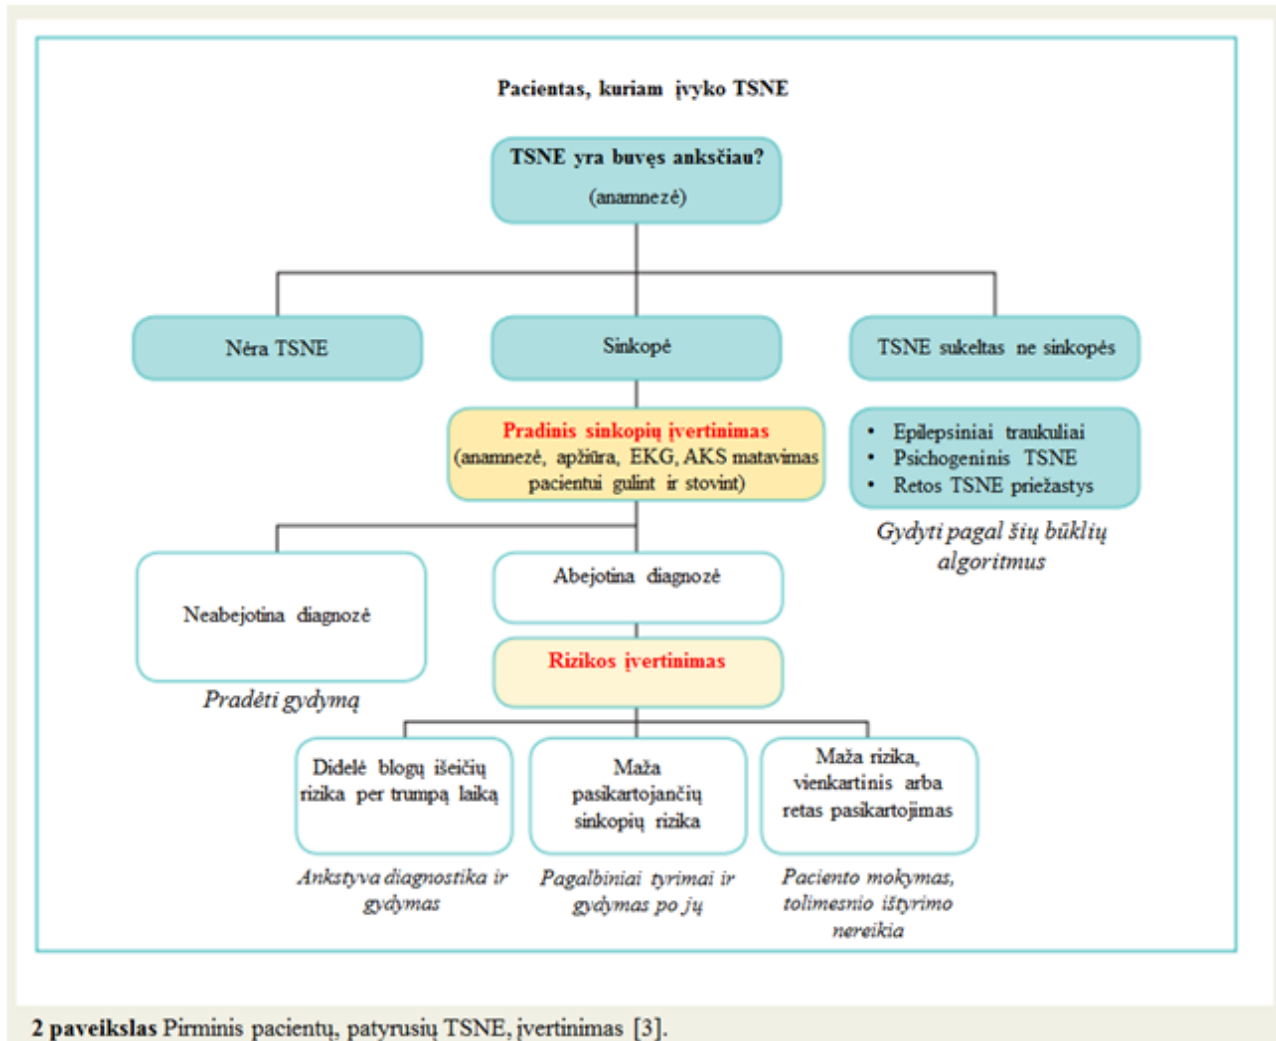 Pacientas, kuriam įvyko TSNE
TSNE yra buvęs anksčiau?
(anamnezė)
Nėra TSNE
Sinkopė
TSNE sukeltas ne sinkopės
Pradinis sinkopių įvertinimas
(anamnezė, apžiūra, EKG, AKS matavimas
pacientui gulint ir stovint)
• Epilepsiniai traukuliai
• Psichogeninis TSNE
• Retos TSNE priežastys
Gydyti pagal šių būklių
algoritmus
Neabejotina diagnozė
Pradėti gydymą
Abejotina diagnozė
Rizikos įvertinimas
Didelė blogų išeičių
rizika per trumpą laiką
Ankstyva diagnostika ir
gydymas
Maža
pasikartojančių
sinkopių rizika
Pagalbiniai tyrimai ir
gydymas po jų
Maža rizika,
vienkartinis arba
retas pasikartojimas
Paciento mokymas,
tolimesnio ištyrimo
nereikia
2 paveikslas Pirminis pacientų, patyrusių TSNE, įvertinimas [3].